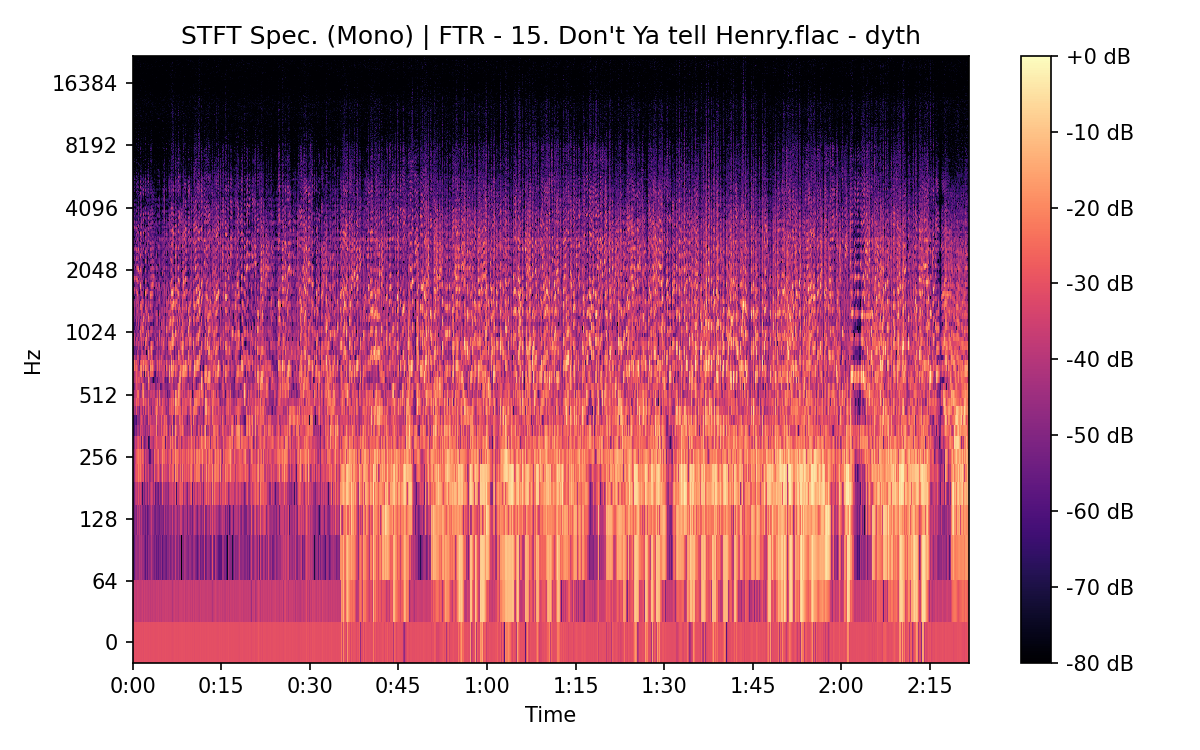 STFT Spec. (Mono) | FTR - 15. Don't Ya tell Henry.flac - dyth
16384
8192
4096
2048
1024
512
256
128
64
0
Hz
0:00 0:15 0:30 0:45 1:00 1:15 1:30 1:45 2:00 2:15
Time
+0 dB
-10 dB
-20 dB
-30 dB
-40 dB
-50 dB
-60 dB
-70 dB
-80 dB